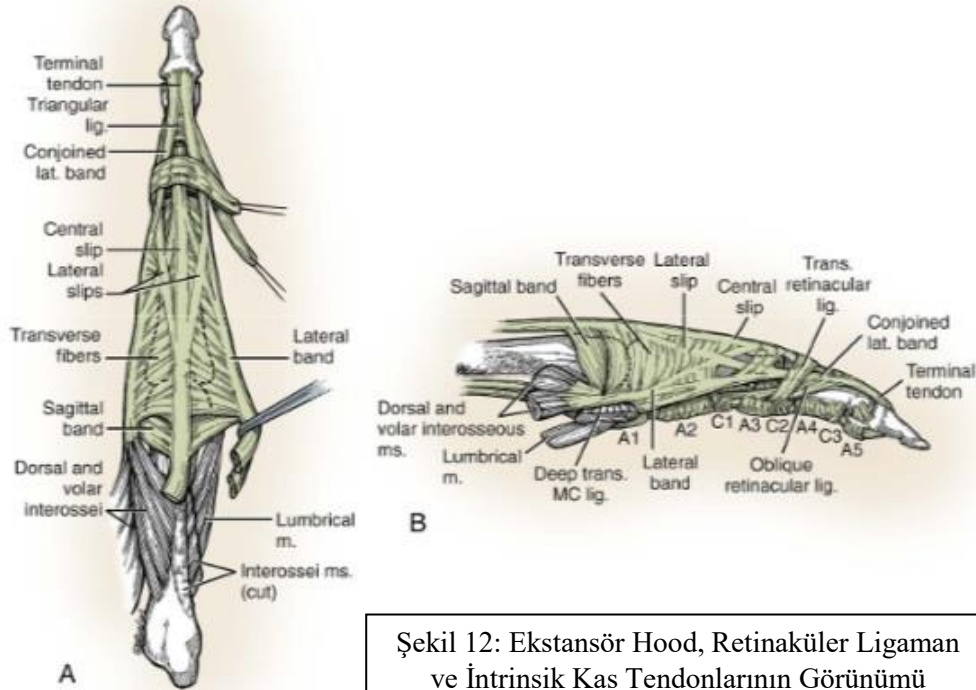 Terminal
tendon
Triangular
lig.
Conjoined
lat. band
Central
slip
Lateral
slips
Transverse
fibers
Lateral
band
Sagittal
band
Dorsal and
volar
interossei
Lumbrical
m.
Interossei ms.
(cut)
A
Sagittal band
Transverse
fibers
Lateral
slip
Central
slip
Trans.
retinacular
lig.
Conjoined
lat. band
Terminal
tendon
Dorsal and
volar interosseous
ms.
Lumbrical
m.
Deep trans.
MC lig.
A1
A2
C1
A3
C2
A4
C3
A5
Lateral
band
Oblique
retinacular lig.
B
Şekil 12: Ekstansör Hood, Retinaküler Ligaman
ve İntrinsik Kas Tendonlarının Görünümü